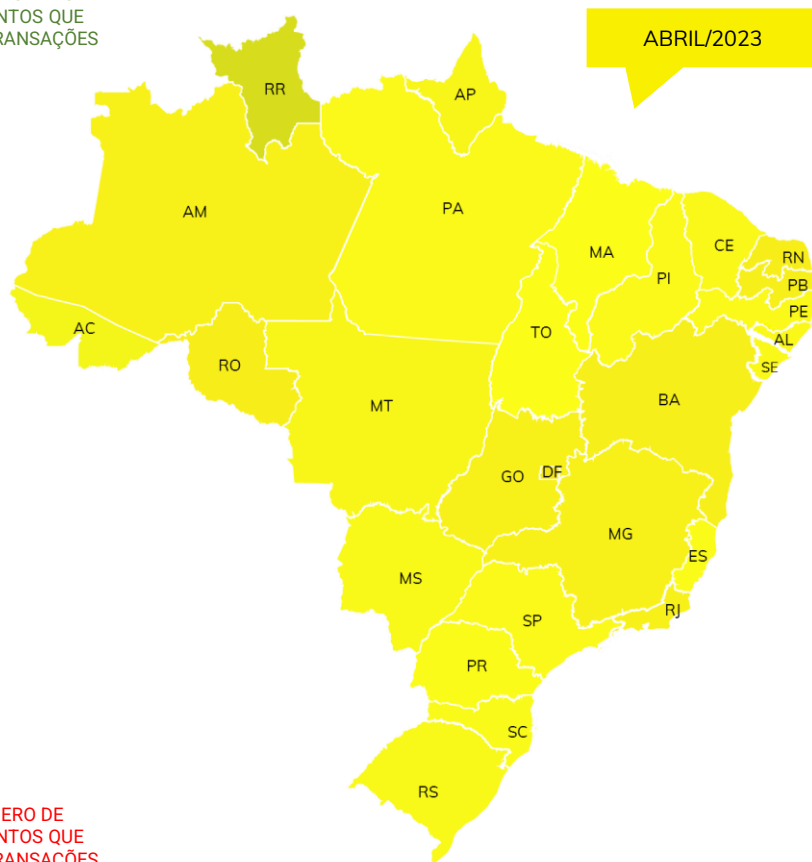 NTOS QUE
RANSAÇÕES
ABRIL/2023
RR
AP
AM
PA
MA
CE
RN
PI
PB
PE
AC
TO
AL
RO
SE
MT
BA
GO
DF
MG
ES
MS
RJ
SP
PR
SC
RS
ERO DE
NTOS QUE
RANSAÇÕES